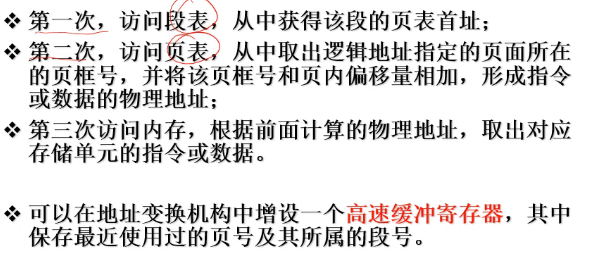 ❖ 第一次，访问段表，从中获得该段的页表首址；
❖ 第二次，访问页表，从中取出逻辑地址指定的页面所在
的页框号，并将该页框号和页内偏移量相加，形成指令
或数据的物理地址；
❖ 第三次访问内存，根据前面计算的物理地址，取出对应
存储单元的指令或数据。
❖ 可以在地址变换机构中增设一个高速缓冲寄存器，其中
保存最近使用过的页号及其所属的段号。